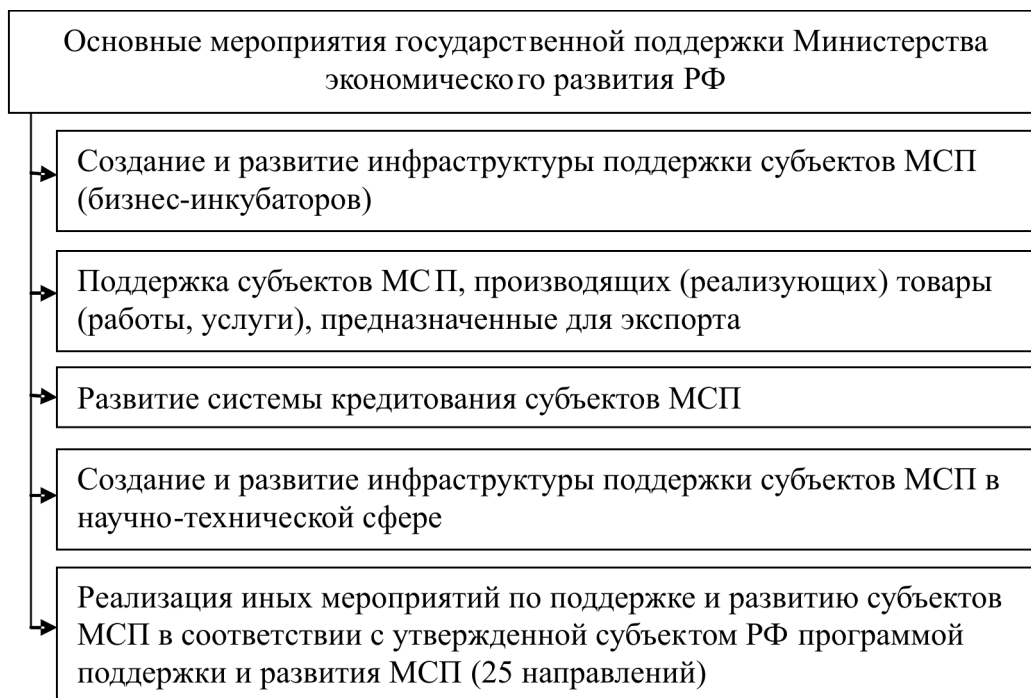 Основные мероприятия государственной поддержки Министерства
экономического развития РФ
Создание и развитие инфраструктуры поддержки субъектов МСП
(бизнес-инкубаторов)
Поддержка субъектов МСП, производящих (реализующих) товары
(работы, услуги), предназначенные для экспорта
Развитие системы кредитования субъектов МСП
Создание и развитие инфраструктуры поддержки субъектов МСП в
научно-технической сфере
Реализация иных мероприятий по поддержке и развитию субъектов
МСП в соответствии с утвержденной субъектом РФ программой
поддержки и развития МСП (25 направлений)